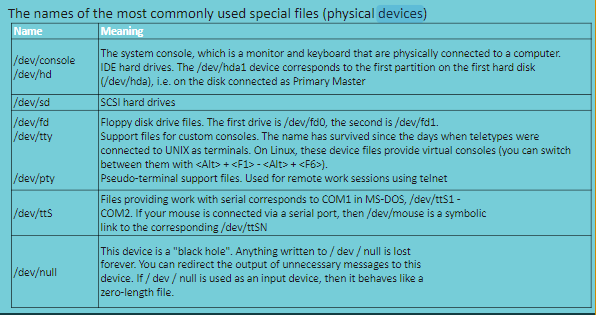 The names of the most commonly used special files (physical devices)
Name Meaning
/dev/console The system console, which is a monitor and keyboard that are physically connected to a computer.
/dev/hd IDE hard drives. The /dev/hda1 device corresponds to the first partition on the first hard disk
(/dev/hda), i.e. on the disk connected as Primary Master
/dev/sd SCSI hard drives
/dev/fd Floppy disk drive files. The first drive is /dev/fd0, the second is /dev/fd1.
/dev/tty Support files for custom consoles. The name has survived since the days when teletypes were
connected to UNIX as terminals. On Linux, these device files provide virtual consoles (you can switch
between them with <Alt> + <F1> - <Alt> + <F6>).
/dev/pty Pseudo-terminal support files. Used for remote work sessions using telnet
Files providing work with serial corresponds to COM1 in MS-DOS, /dev/ttS1 -
/dev/ttS COM2. If your mouse is connected via a serial port, then /dev/mouse is a symbolic
link to the corresponding /dev/ttSN
This device is a "black hole". Anything written to / dev / null is lost
forever. You can redirect the output of unnecessary messages to this
/dev/null device. If / dev / null is used as an input device, then it behaves like a
zero-length file.